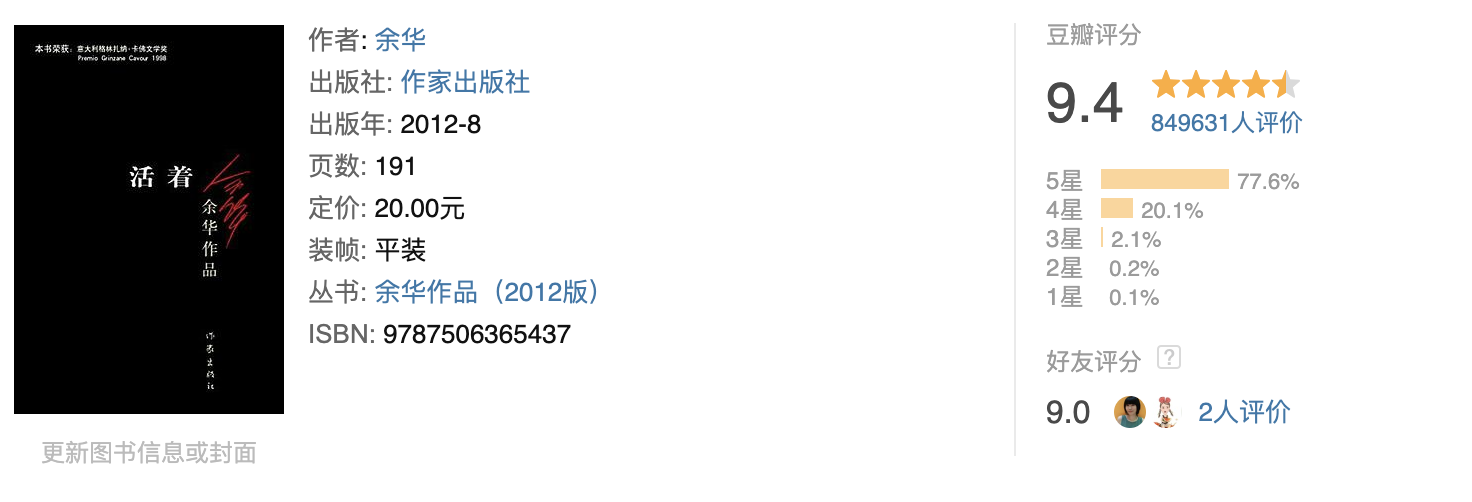 本书荣获：意大利格林扎纳·卡佛文学奖
Premio Grinzane Cavour 1998
活着
余华作品
作家出版社
更新图书信息或封面
作者: 余华
出版社: 作家出版社
出版年: 2012-8
页数: 191
定价: 20.00元
装帧: 平装
丛书: 余华作品（2012版）
ISBN: 9787506365437
豆瓣评分
9.4
849631人评价
5星 77.6%
4星 20.1%
3星 2.1%
2星 0.2%
1星 0.1%
好友评分 ?
9.0 2人评价